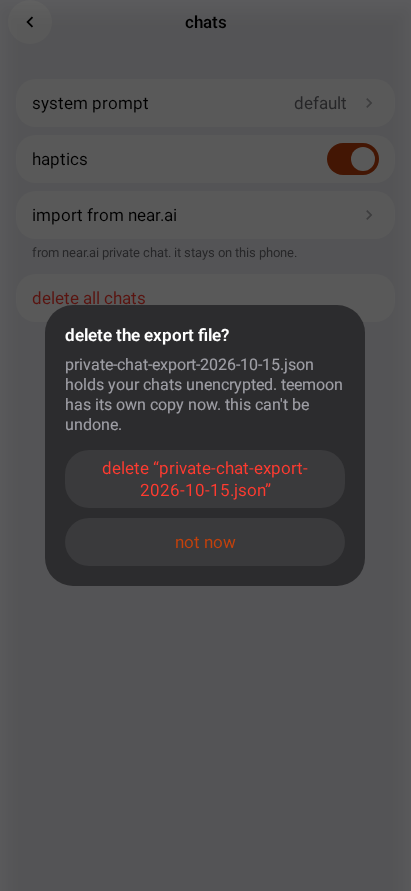 chats
system prompt default
haptics
import from near.ai
from near.ai private chat. it stays on this phone.
delete all chats
delete the export file?
private-chat-export-2026-10-15.json
holds your chats unencrypted. teemoon
has its own copy now. this can't be
undone.
delete “private-chat-export-
2026-10-15.json”
not now